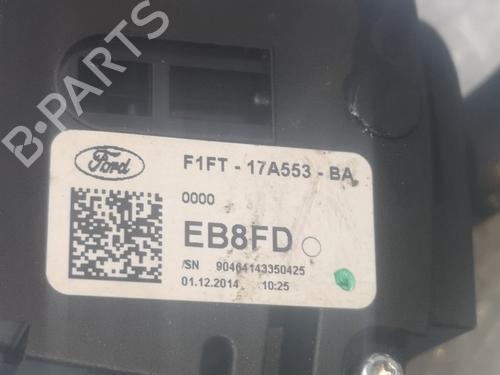 B-PARTS
Ford
F1FT - 17A553 - BA
0000
EB8FD
/SN 90464143350425
01.12.2014 10:25